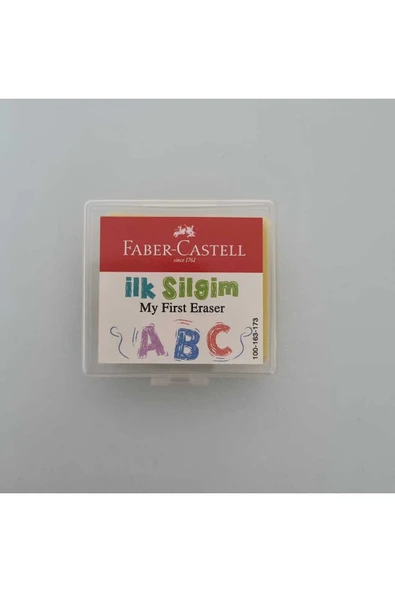 FABER-CASTELL
since 1761
ilk Silgim
My First Eraser
ABC
100-163-173